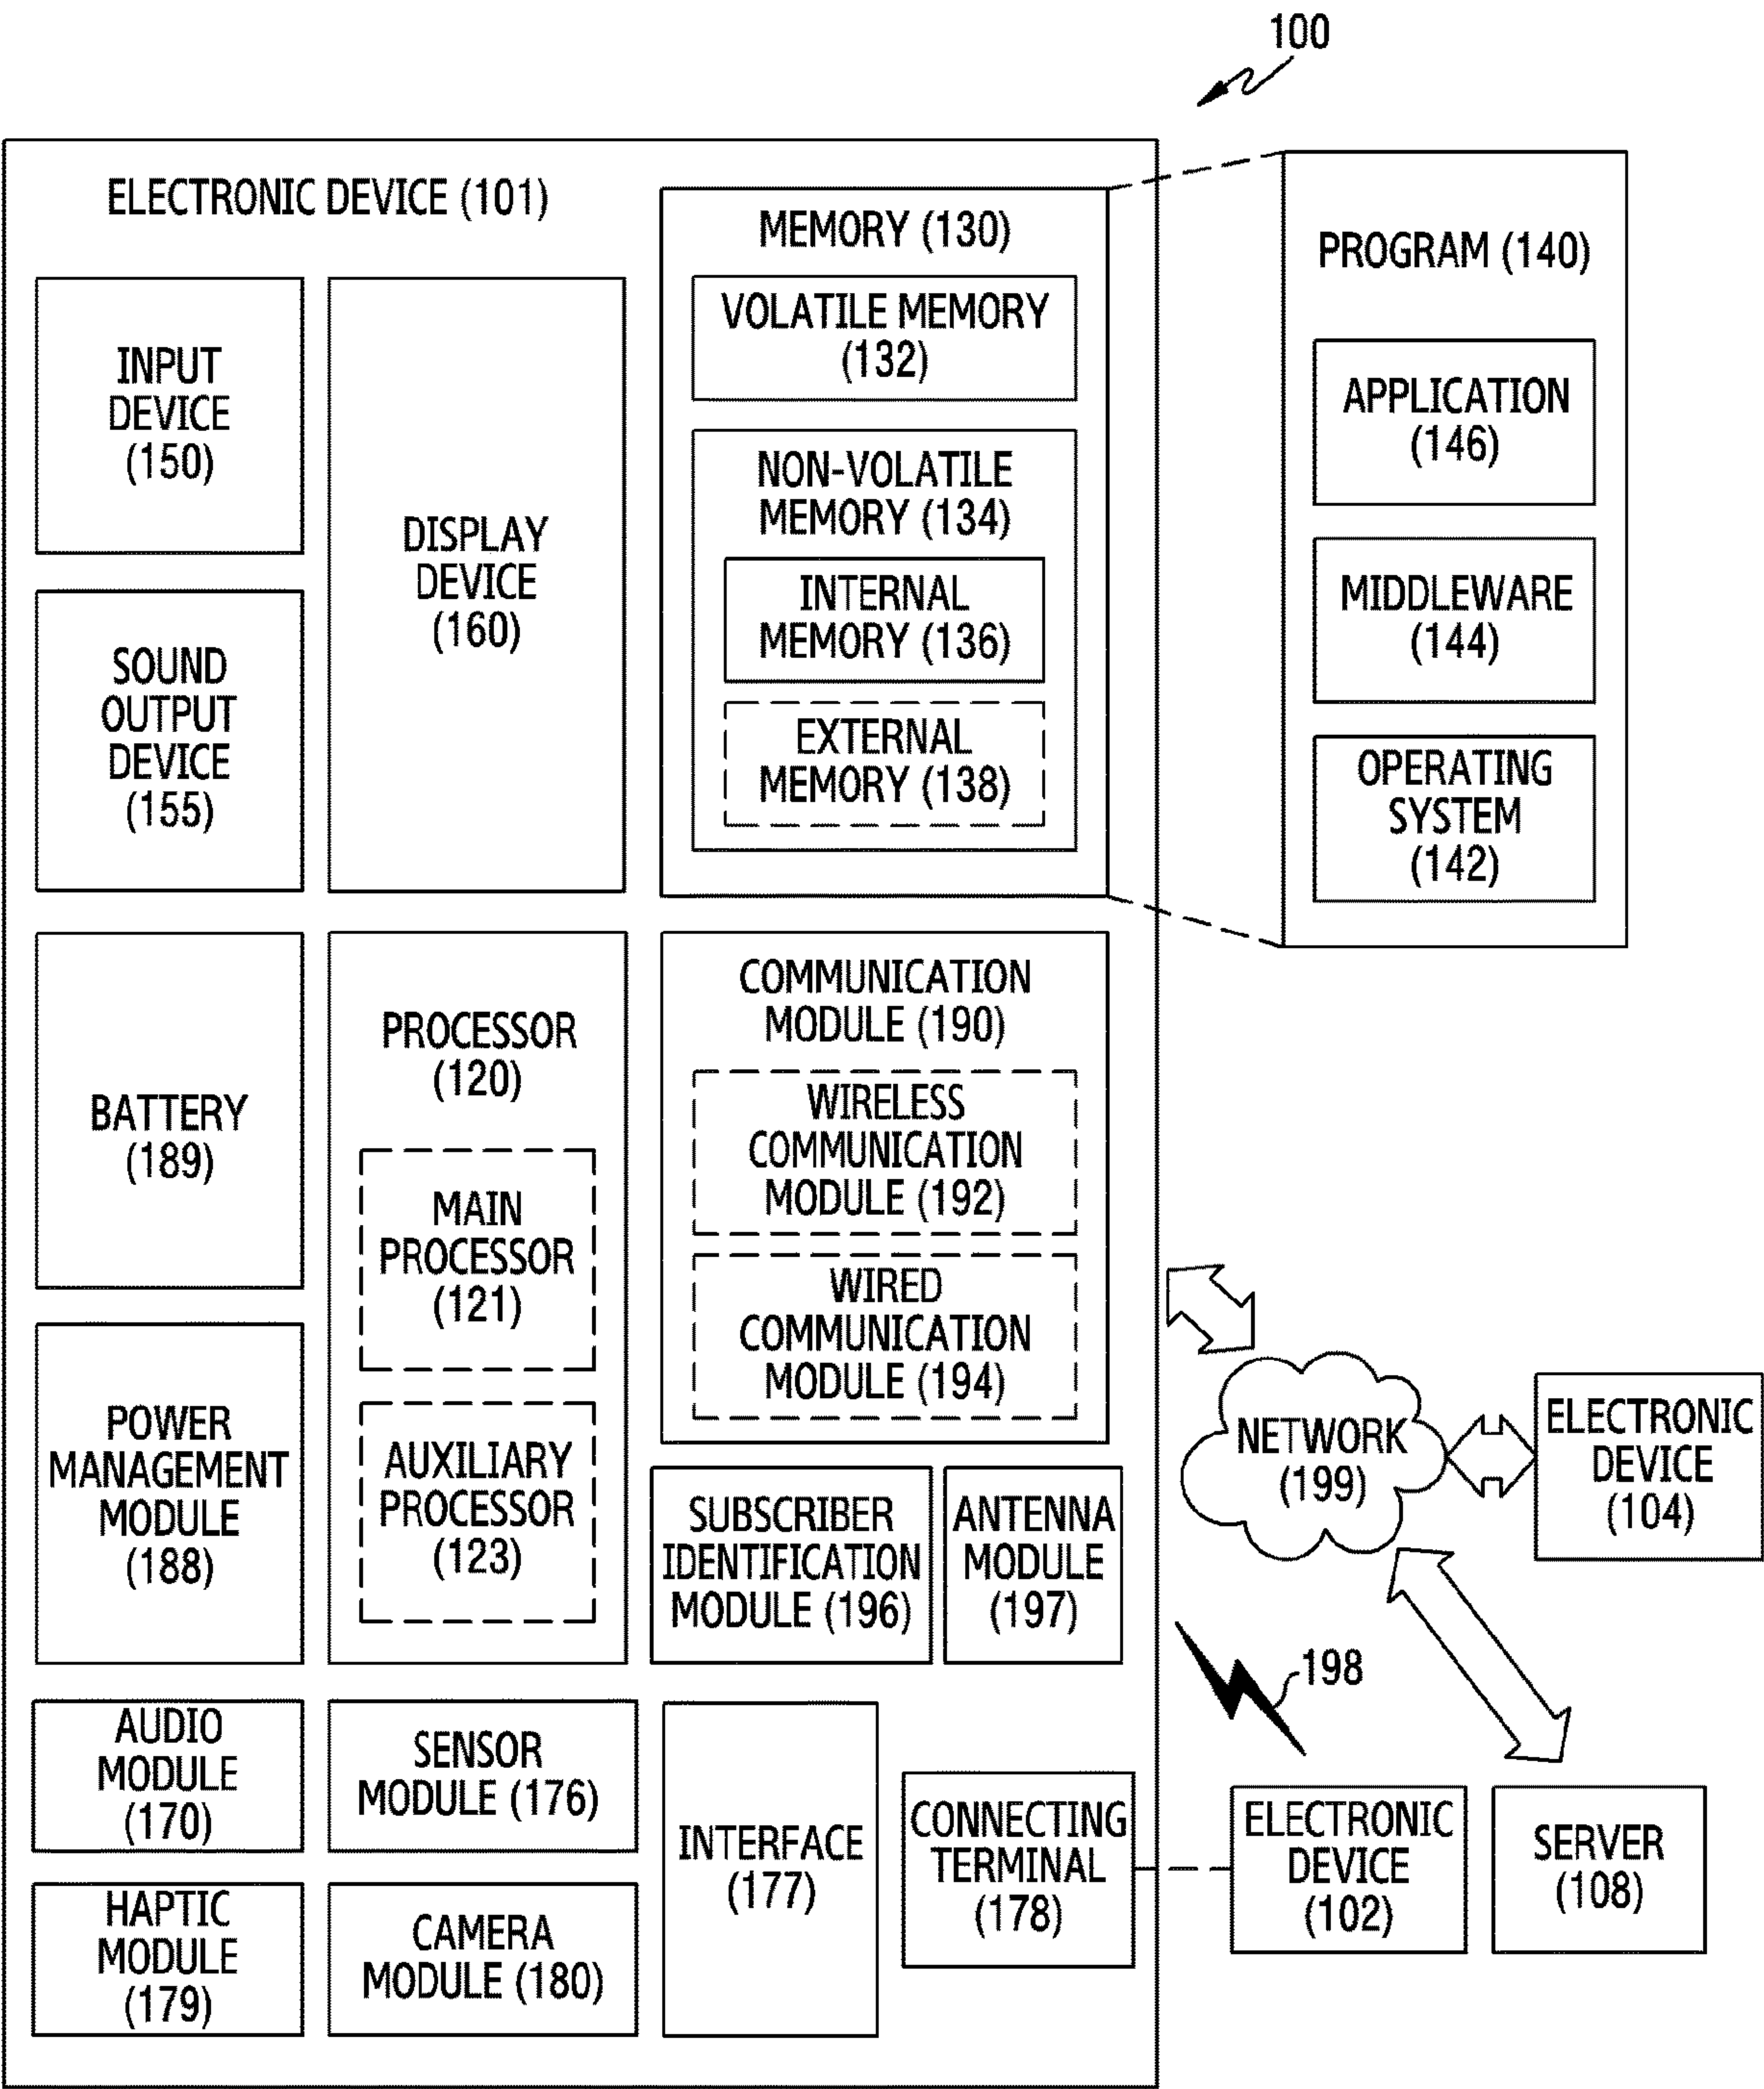 100
ELECTRONIC DEVICE (101)
INPUT
DEVICE
(150)
SOUND
OUTPUT
DEVICE
(155)
DISPLAY
DEVICE
(160)
MEMORY (130)
VOLATILE MEMORY
(132)
NON-VOLATILE
MEMORY (134)
INTERNAL
MEMORY (136)
EXTERNAL
MEMORY (138)
PROGRAM (140)
APPLICATION
(146)
MIDDLEWARE
(144)
OPERATING
SYSTEM
(142)
BATTERY
(189)
POWER
MANAGEMENT
MODULE
(188)
PROCESSOR
(120)
MAIN
PROCESSOR
(121)
AUXILIARY
PROCESSOR
(123)
COMMUNICATION
MODULE (190)
WIRELESS
COMMUNICATION
MODULE (192)
WIRED
COMMUNICATION
MODULE (194)
SUBSCRIBER
IDENTIFICATION
MODULE (196)
ANTENNA
MODULE
(197)
NETWORK
(199)
ELECTRONIC
DEVICE
(104)
198
AUDIO
MODULE
(170)
SENSOR
MODULE (176)
HAPTIC
MODULE
(179)
CAMERA
MODULE (180)
INTERFACE
(177)
CONNECTING
TERMINAL
(178)
ELECTRONIC
DEVICE
(102)
SERVER
(108)